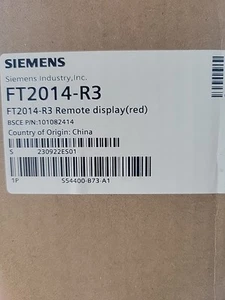 SIEMENS
Siemens Industry,Inc.
FT2014-R3
FT2014-R3 Remote display(red)
BSCE P/N:101082414
Country of Origin: China
S 230922ES01
1P S54400-B73-A1